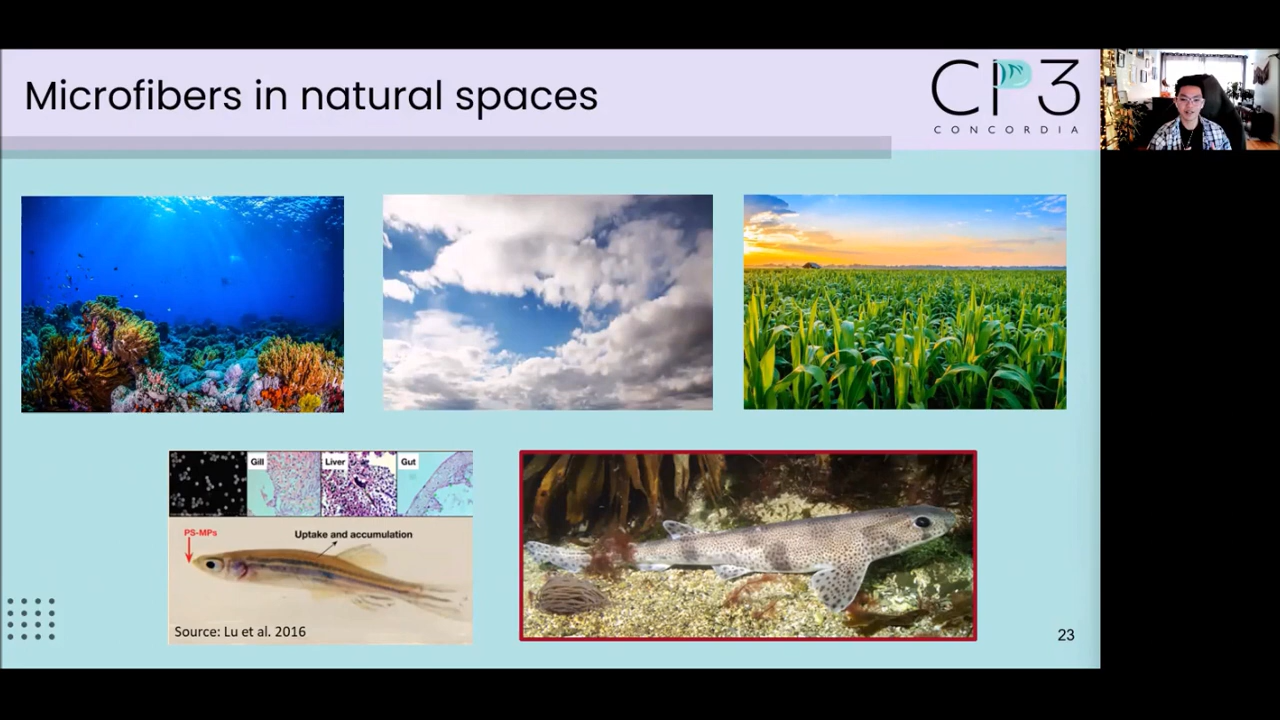 Microfibers in natural spaces
CP3
CONCORDIA
Gill
Liver
Gut
PS-MPs
Uptake and accumulation
Source: Lu et al. 2016
23